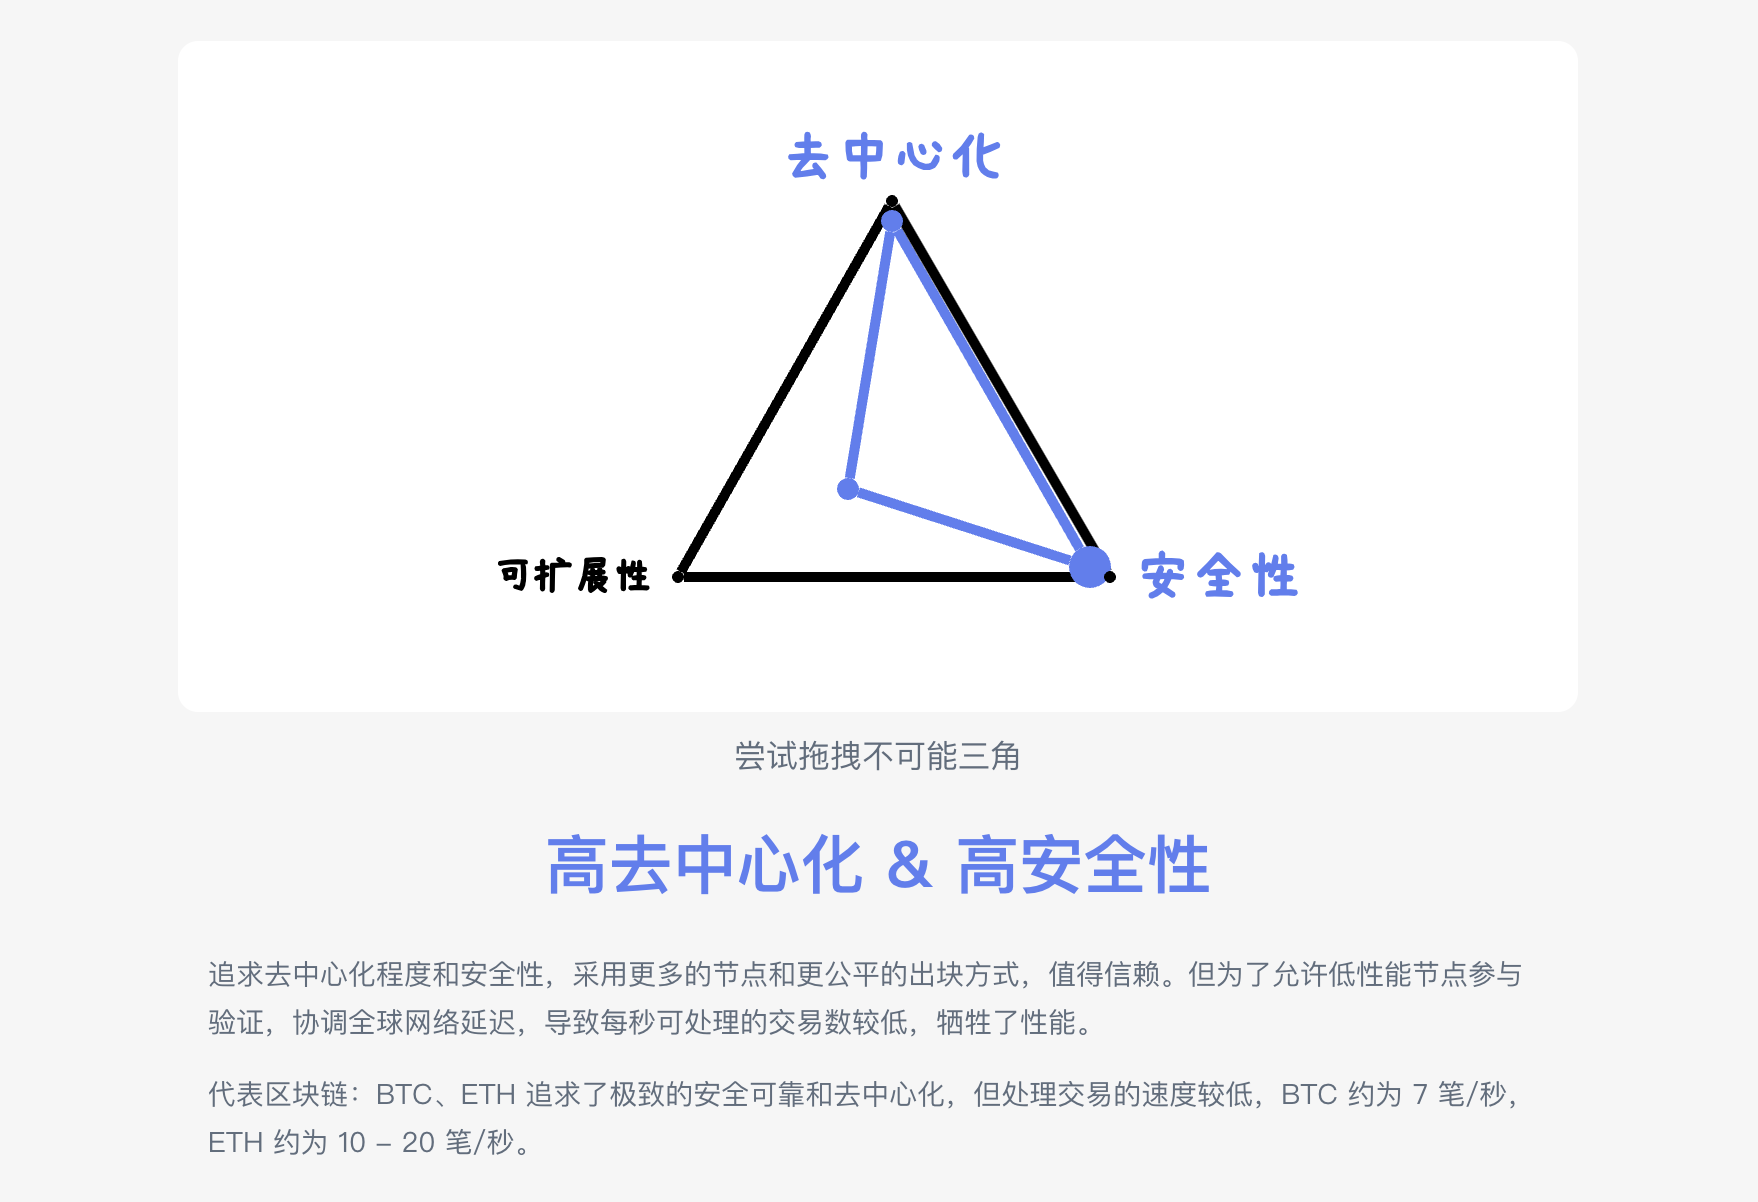 去中心化
可扩展性
安全性
尝试拖拽不可能三角
高去中心化 & 高安全性
追求去中心化程度和安全性，采用更多的节点和更公平的出块方式，值得信赖。但为了允许低性能节点参与
验证，协调全球网络延迟，导致每秒可处理的交易数较低，牺牲了性能。
代表区块链：BTC、ETH 追求了极致的安全可靠和去中心化，但处理交易的速度较低，BTC 约为 7 笔/秒，
ETH 约为 10 – 20 笔/秒。